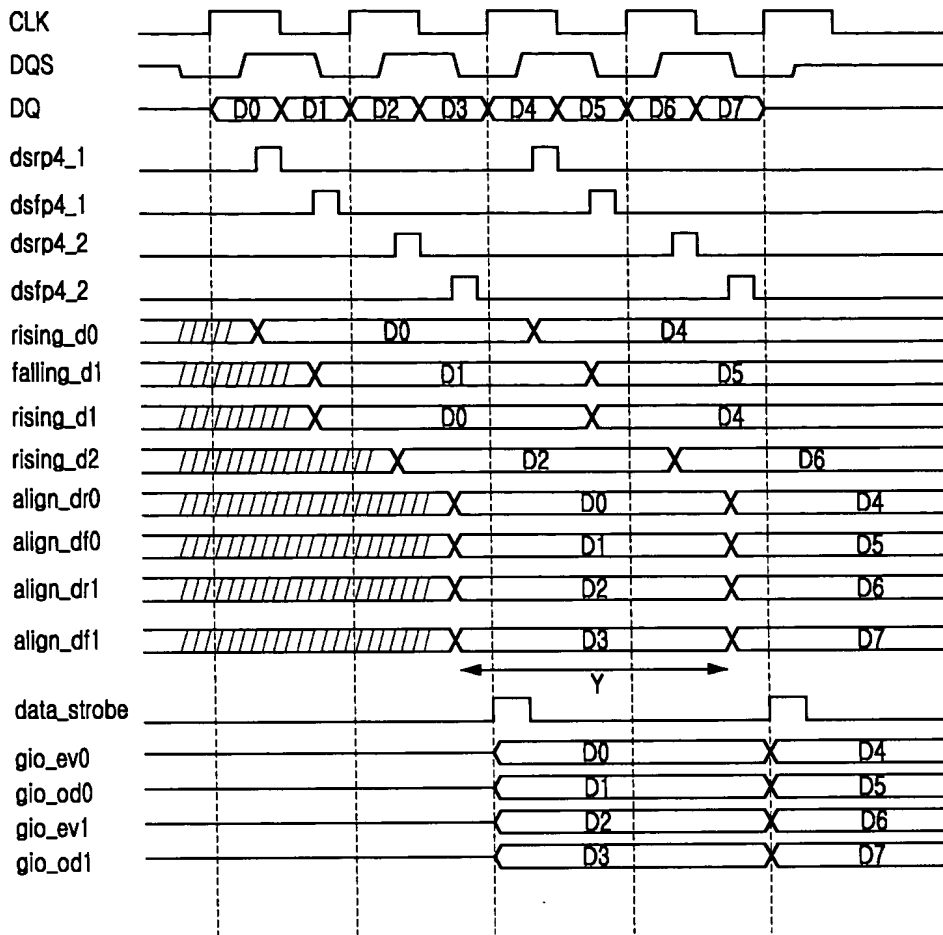 CLK
DQS
DQ D0 D1 D2 D3 D4 D5 D6 D7
dsrp4_1
dsfp4_1
dsrp4_2
dsfp4_2
rising_d0 D0 D4
falling_d1 D1 D5
rising_d1 D0 D4
rising_d2 D2 D6
align_dr0 D0 D4
align_df0 D1 D5
align_dr1 D2 D6
align_df1 D3 D7
Y
data_strobe
gio_ev0 D0 D4
gio_od0 D1 D5
gio_ev1 D2 D6
gio_od1 D3 D7